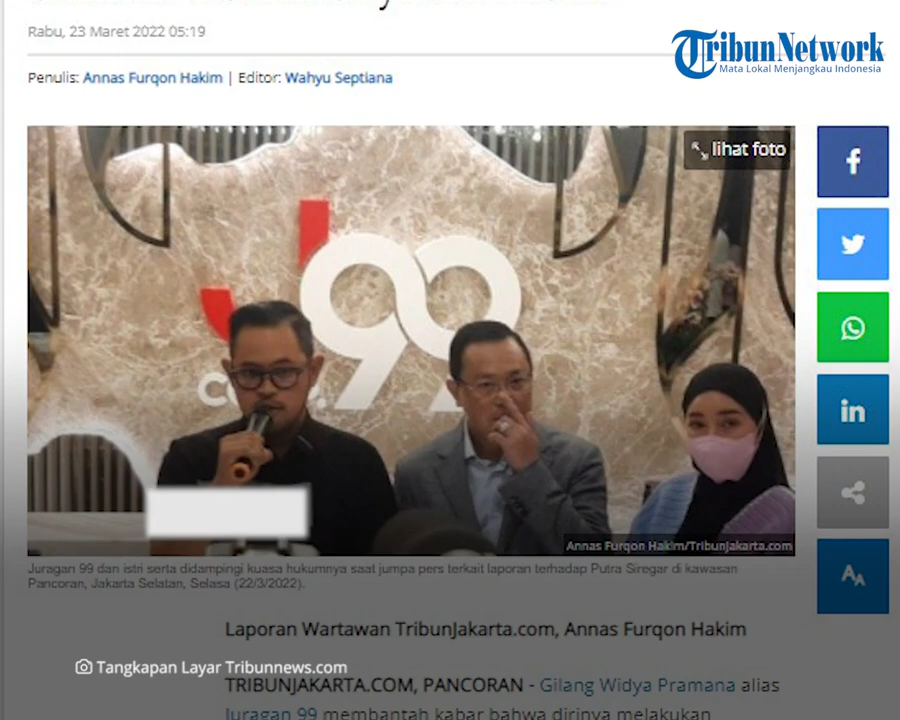 Rabu, 23 Maret 2022 05:19
TribunNetwork
Mata Lokal Menjangkau Indonesia
Penulis: Annas Furqon Hakim | Editor: Wahyu Septiana
lihat foto
J99
Annas Furqon Hakim/TribunJakarta.com
Juragan 99 dan istri serta didampingi kuasa hukumnya saat jumpa pers terkait laporan terhadap Putra Siregar di kawasan
Pancoran, Jakarta Selatan, Selasa (22/3/2022).
Laporan Wartawan TribunJakarta.com, Annas Furqon Hakim
Tangkapan Layar Tribunnews.com
TRIBUNJAKARTA.COM, PANCORAN - Gilang Widya Pramana alias
Juragan 99 membantah kabar bahwa dirinya melakukan